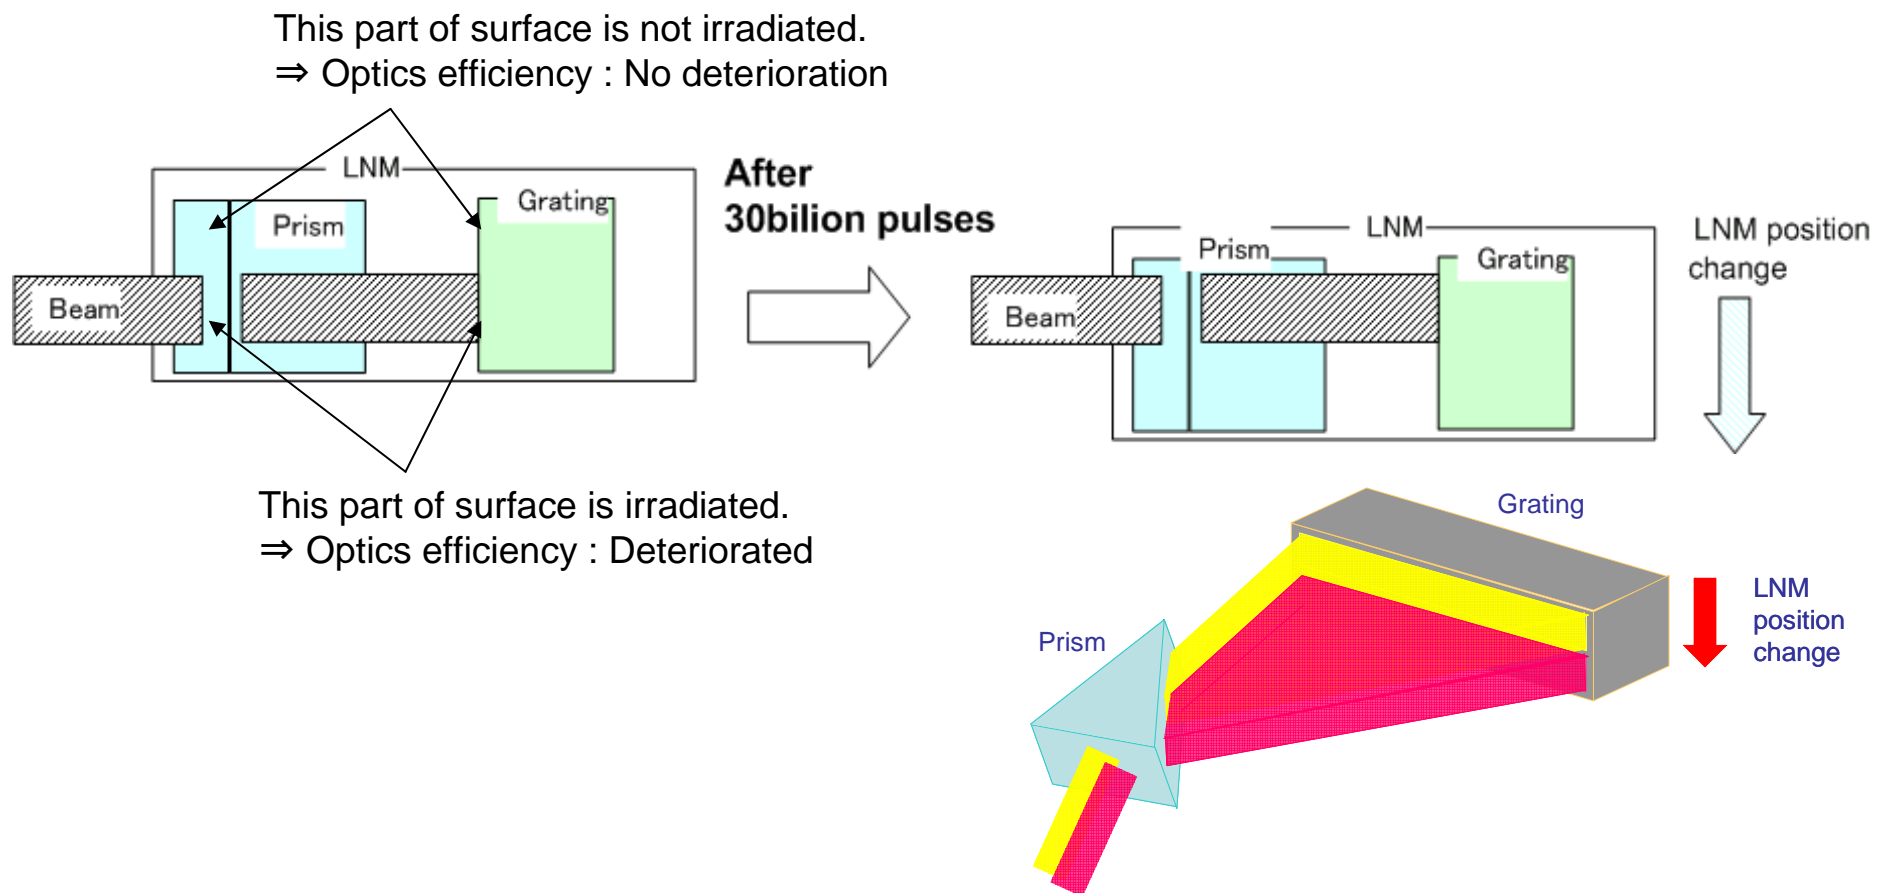 This part of surface is not irradiated.
⇒ Optics efficiency : No deterioration
LNM
Grating
Prism
Beam
This part of surface is irradiated.
⇒ Optics efficiency : Deteriorated
After
30bilion pulses
LNM
Prism
Grating
Beam
LNM position
change
Grating
Prism
LNM
position
change